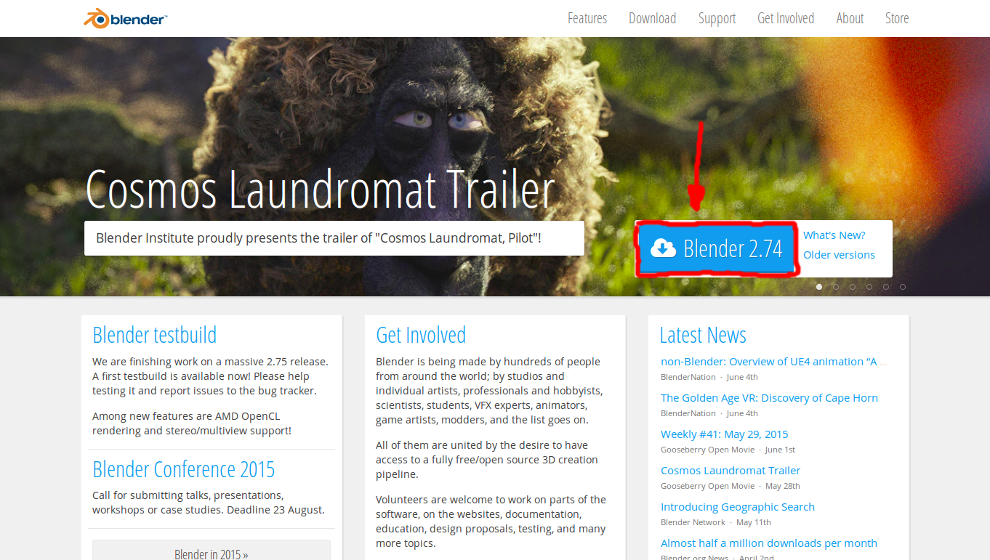 blender
Features
Download
Support
Get Involved
About
Store
Cosmos Laundromat Trailer
Blender Institute proudly presents the trailer of "Cosmos Laundromat, Pilot"!
Blender 2.74
What's New?
Older versions
Blender testbuild
We are finishing work on a massive 2.75 release.
A first testbuild is available now! Please help
testing it and report issues to the bug tracker.
Among new features are AMD OpenCL
rendering and stereo/multiview support!
Blender Conference 2015
Call for submitting talks, presentations,
workshops or case studies. Deadline 23 August.
Blender in 2015 »
Get Involved
Blender is being made by hundreds of people
from around the world; by studios and
individual artists, professionals and hobbyists,
scientists, students, VFX experts, animators,
game artists, modders, and the list goes on.
All of them are united by the desire to have
access to a fully free/open source 3D creation
pipeline.
Volunteers are welcome to work on parts of the
software, on the websites, documentation,
education, design proposals, testing, and many
more topics.
Latest News
non-Blender: Overview of UE4 animation “A...
BlenderNation · June 4th
The Golden Age VR: Discovery of Cape Horn
BlenderNation · June 4th
Weekly #41: May 29, 2015
Gooseberry Open Movie · June 1st
Cosmos Laundromat Trailer
Gooseberry Open Movie · May 28th
Introducing Geographic Search
Blender Network · May 11th
Almost half a million downloads per month
Blender.org News · April 2nd